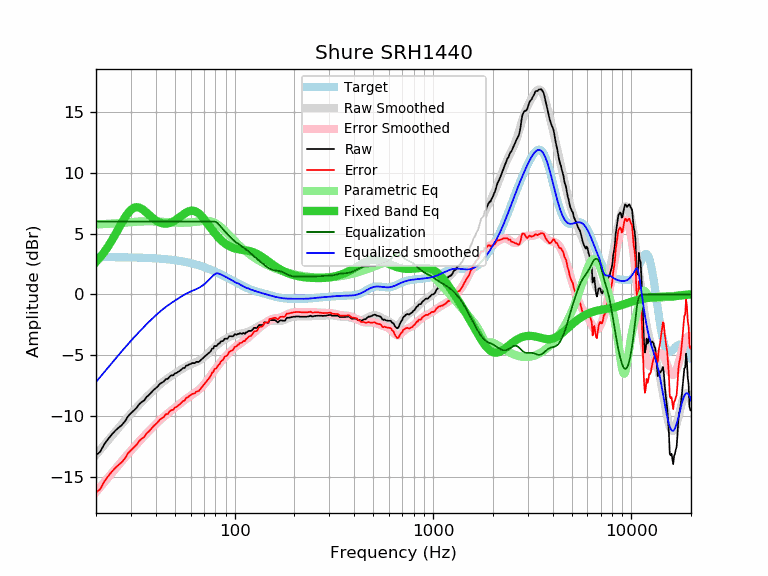 Shure SRH1440
Target
Raw Smoothed
Error Smoothed
Raw
Error
Parametric Eq
Fixed Band Eq
Equalization
Equalized smoothed
Amplitude (dBr)
15
10
5
0
−5
−10
−15
100
1000
10000
Frequency (Hz)